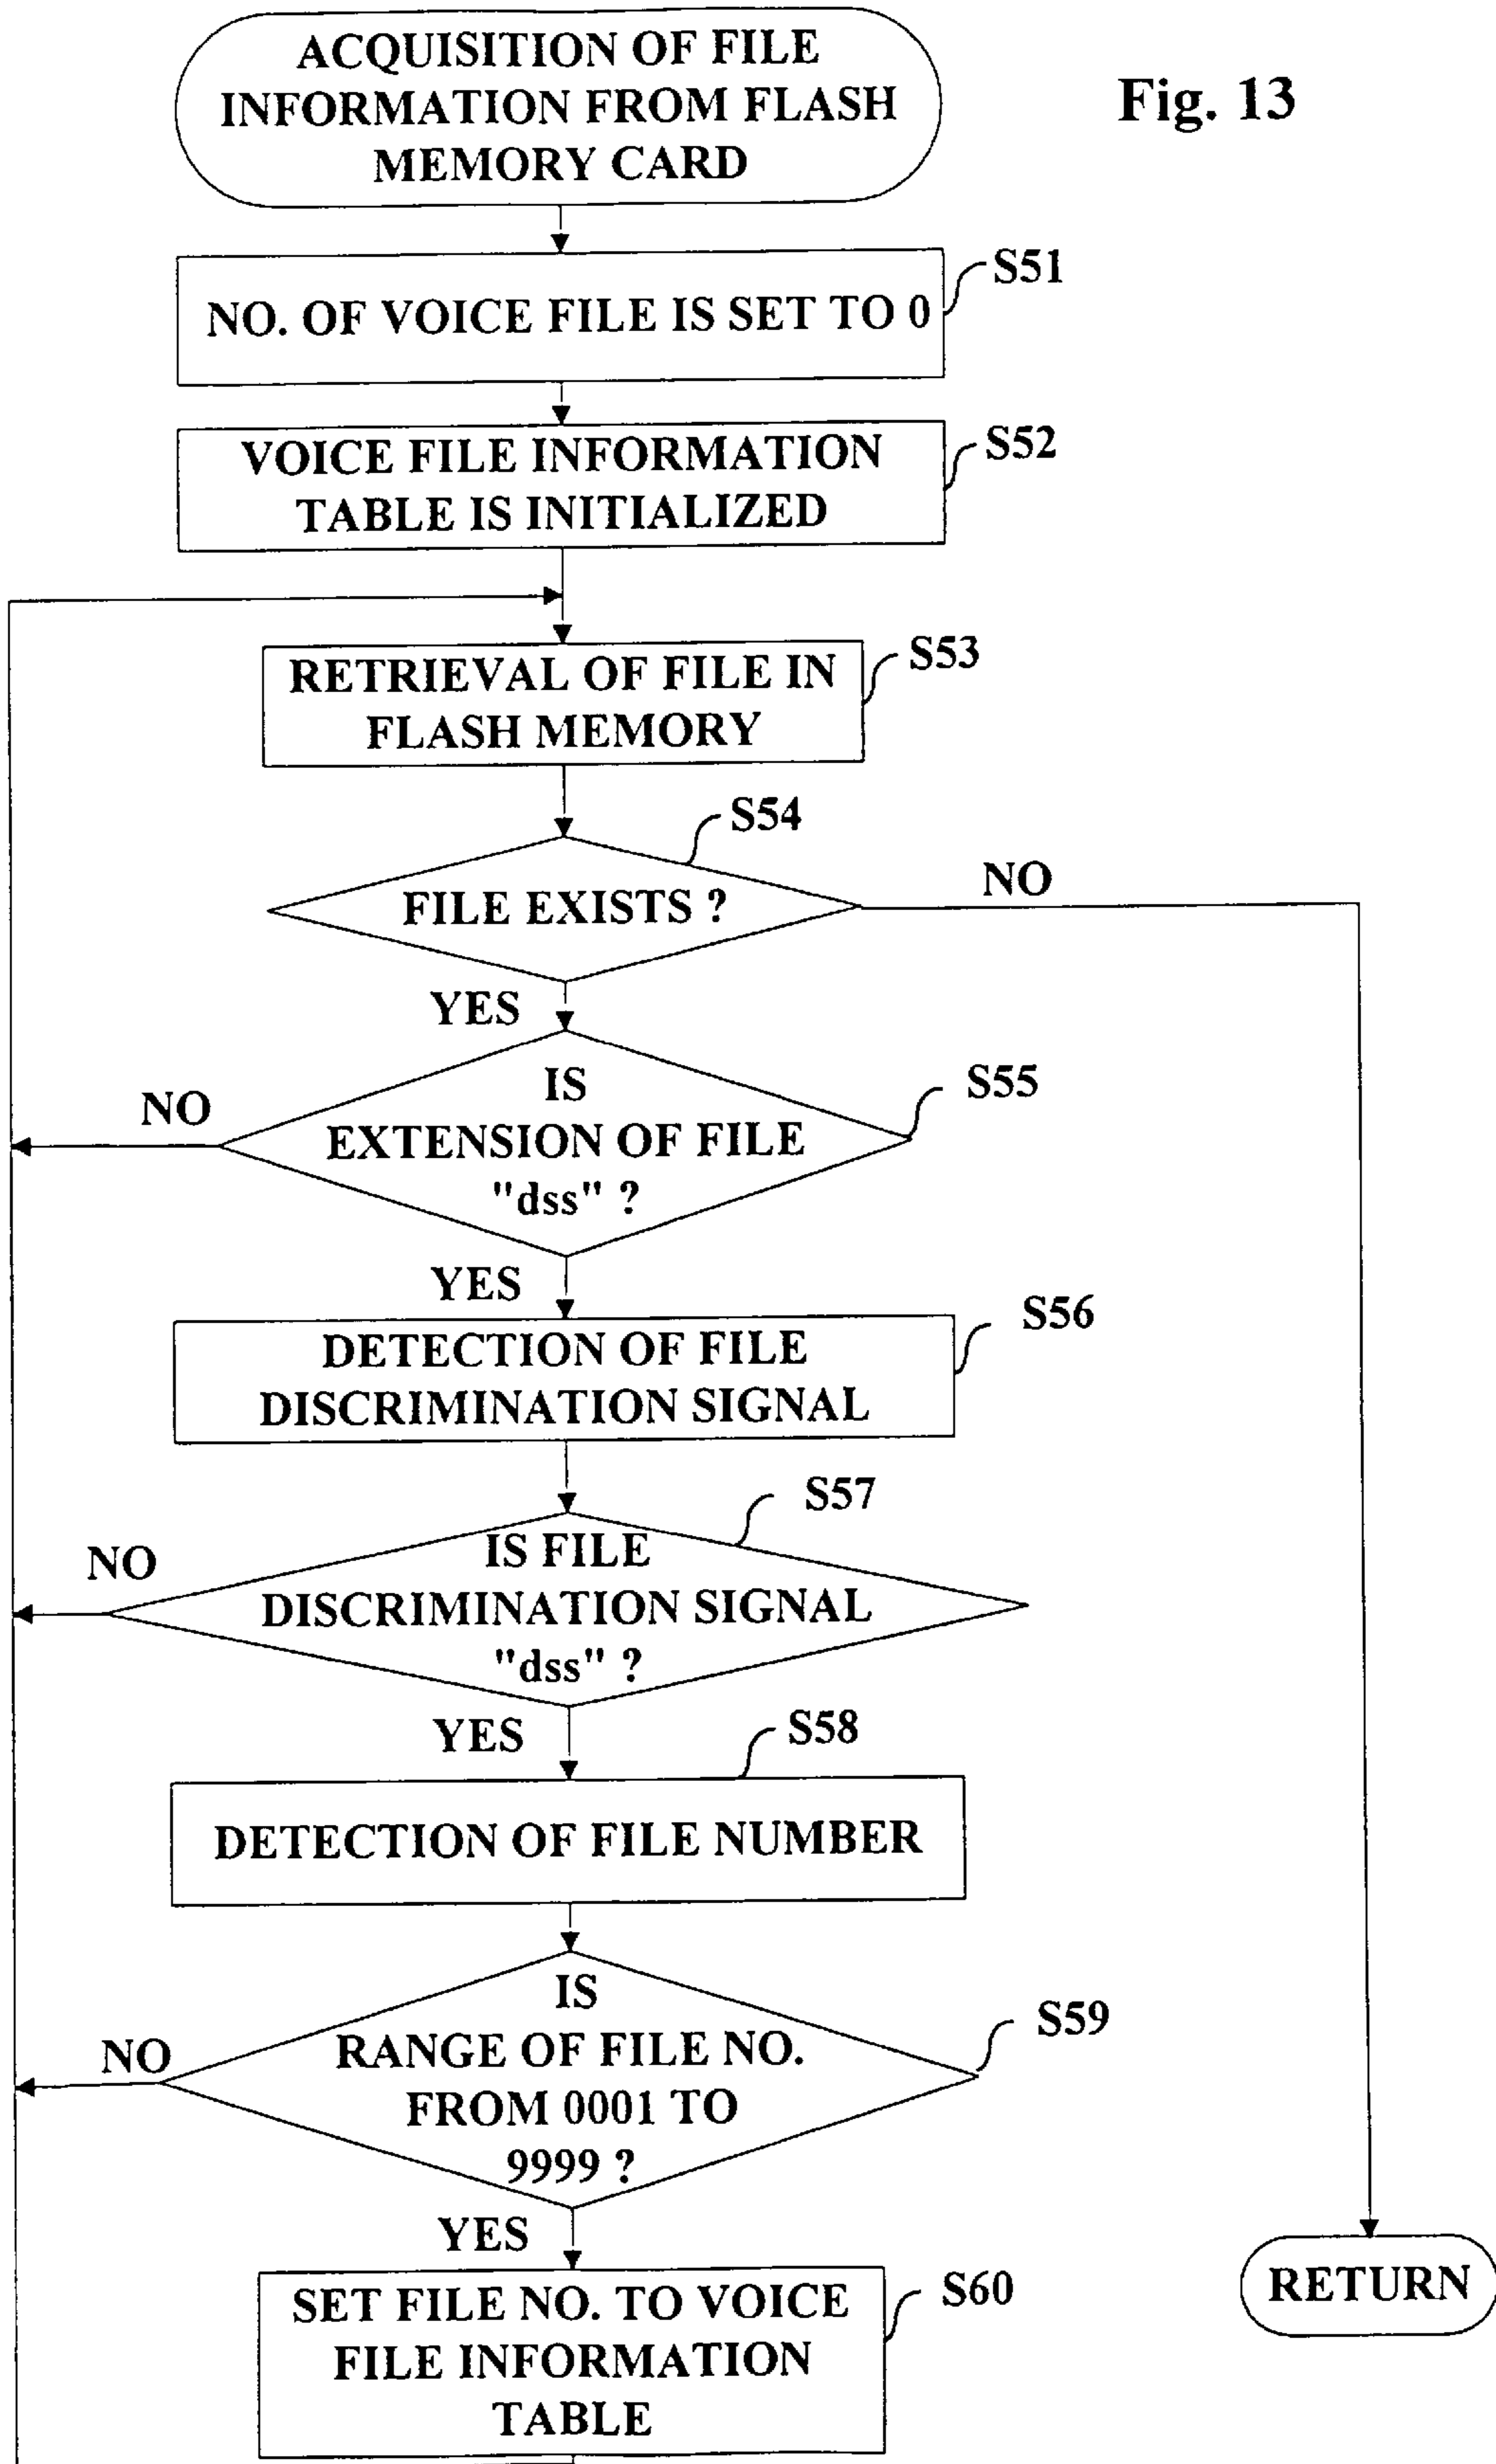 ACQUISITION OF FILE
INFORMATION FROM FLASH
MEMORY CARD
Fig. 13
S51
NO. OF VOICE FILE IS SET TO 0
S52
VOICE FILE INFORMATION
TABLE IS INITIALIZED
S53
RETRIEVAL OF FILE IN
FLASH MEMORY
S54
FILE EXISTS ?
NO
YES
S55
IS
EXTENSION OF FILE
"dss" ?
NO
YES
S56
DETECTION OF FILE
DISCRIMINATION SIGNAL
S57
IS FILE
DISCRIMINATION SIGNAL
"dss" ?
NO
YES
S58
DETECTION OF FILE NUMBER
S59
IS
RANGE OF FILE NO.
FROM 0001 TO
9999 ?
NO
YES
S60
SET FILE NO. TO VOICE
FILE INFORMATION
TABLE
RETURN